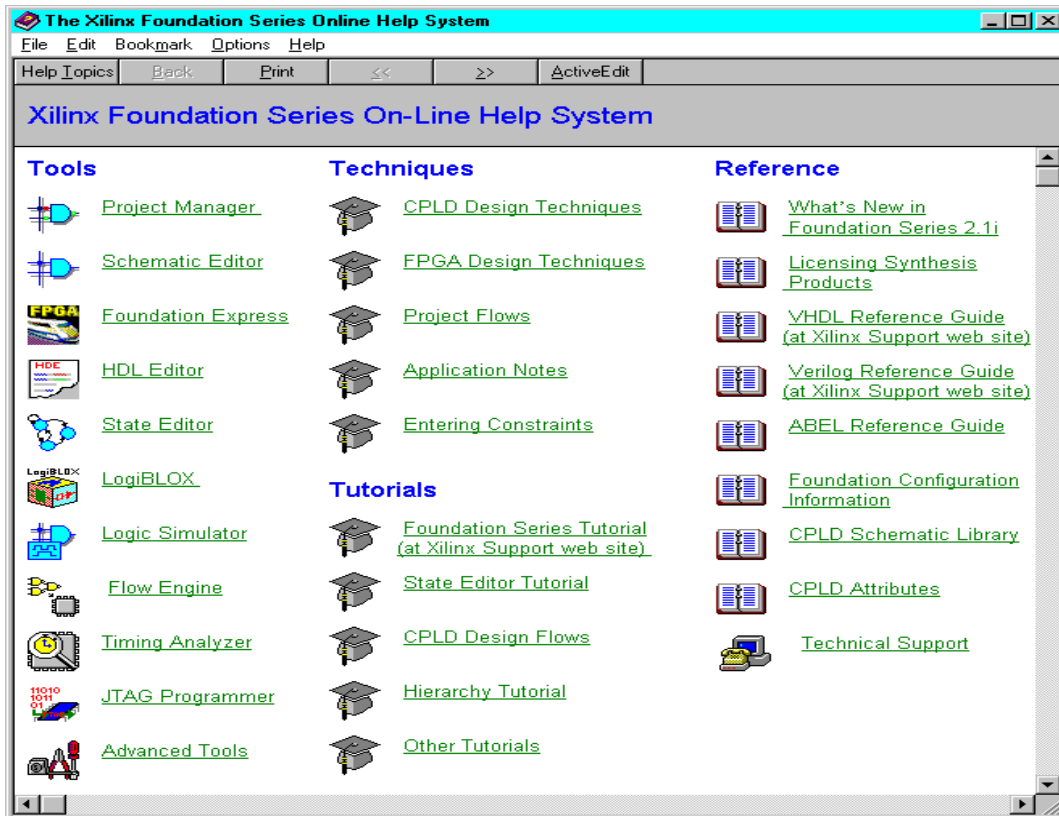 The Xilinx Foundation Series Online Help System
File Edit Bookmark Options Help
Help Topics Back Print << >> ActiveEdit
Xilinx Foundation Series On-Line Help System
Tools
Project Manager
Schematic Editor
FPGA
Foundation Express
HDE
HDL Editor
State Editor
LogiBLOX
LogiBLOX
Logic Simulator
Flow Engine
Timing Analyzer
11010
1011
01
JTAG Programmer
Advanced Tools
Techniques
CPLD Design Techniques
FPGA Design Techniques
Project Flows
Application Notes
Entering Constraints
Tutorials
Foundation Series Tutorial
(at Xilinx Support web site)
State Editor Tutorial
CPLD Design Flows
Hierarchy Tutorial
Other Tutorials
Reference
What's New in
Foundation Series 2.1i
Licensing Synthesis
Products
VHDL Reference Guide
(at Xilinx Support web site)
Verilog Reference Guide
(at Xilinx Support web site)
ABEL Reference Guide
Foundation Configuration
Information
CPLD Schematic Library
CPLD Attributes
Technical Support